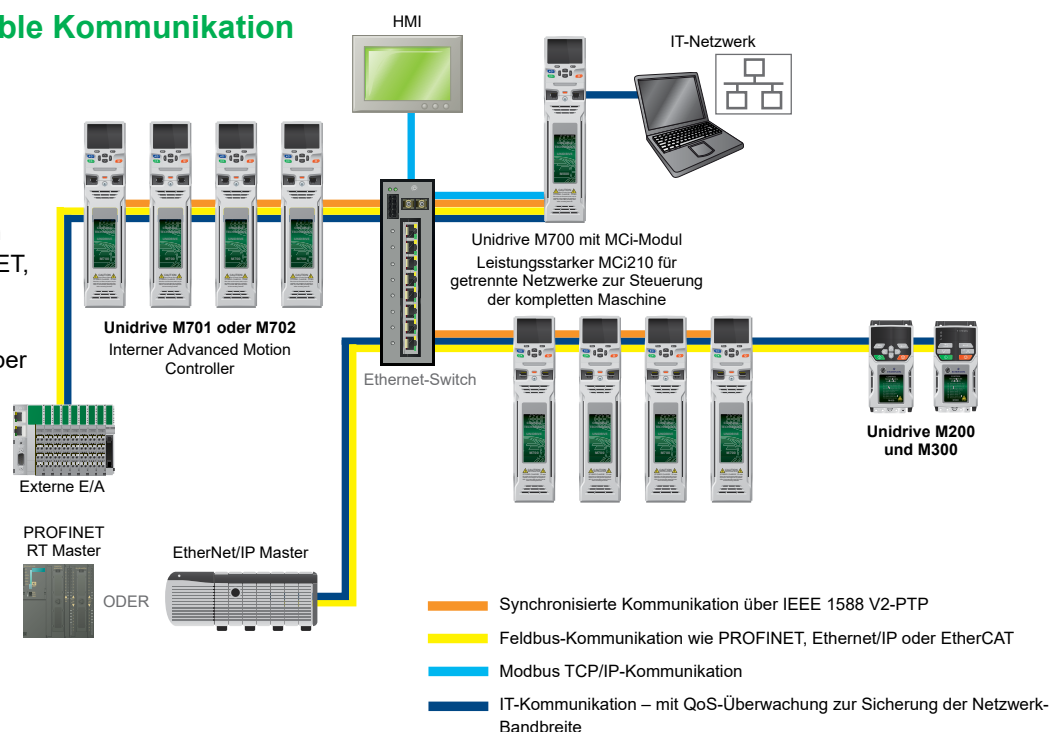 ble Kommunikation
HMI
IT-Netzwerk
ET,
ber
Unidrive M700 mit MCi-Modul
Leistungsstarker MCi210 für
getrennte Netzwerke zur Steuerung
der kompletten Maschine
Unidrive M701 oder M702
Interner Advanced Motion
Controller
Ethernet-Switch
Unidrive M200
und M300
Externe E/A
PROFINET
RT Master
ODER
EtherNet/IP Master
Synchronisierte Kommunikation über IEEE 1588 V2-PTP
Feldbus-Kommunikation wie PROFINET, Ethernet/IP oder EtherCAT
Modbus TCP/IP-Kommunikation
IT-Kommunikation – mit QoS-Überwachung zur Sicherung der Netzwerk-
Bandbreite